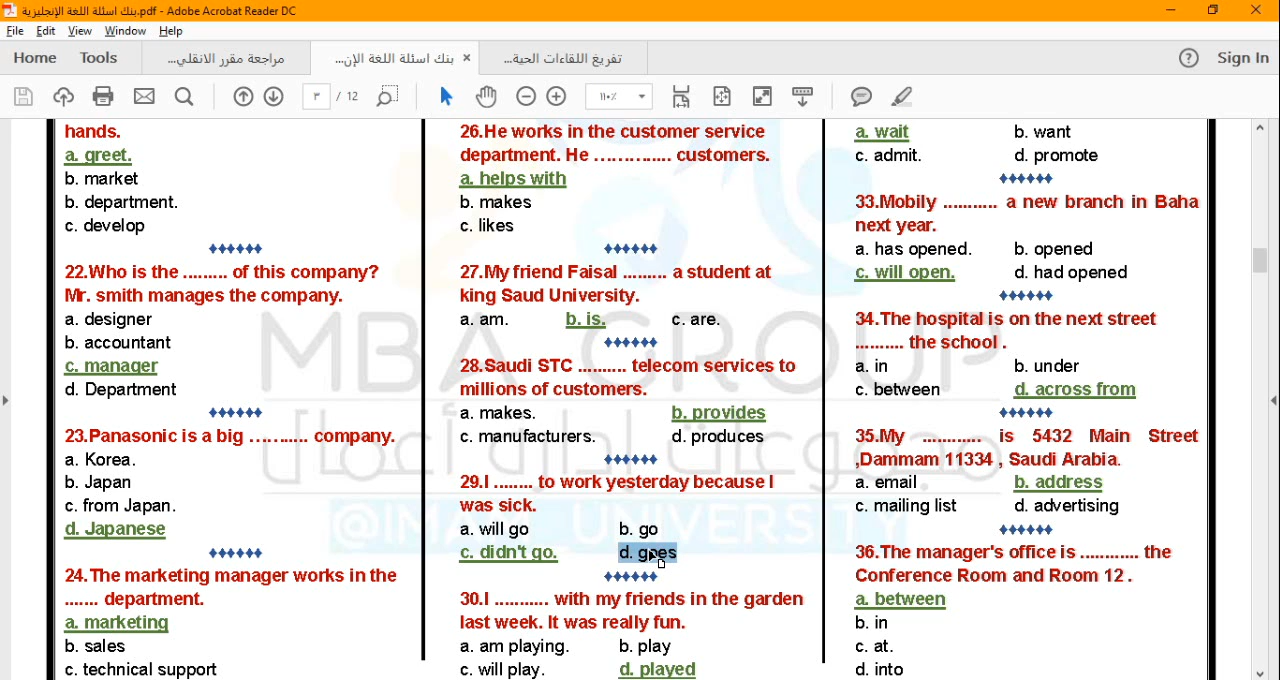 بنك اسئلة اللغة الإنجليزية.pdf - Adobe Acrobat Reader DC
File Edit View Window Help
Home Tools
مراجعة مقرر الانقلي...
بنك اسئلة اللغة الإن...
تفريغ اللقاءات الحية...
Sign In
٣ / 12
١١٠٪
hands.
a. greet.
b. market
b. department.
c. develop
♦♦♦♦♦♦
22.Who is the ......... of this company?
Mr. smith manages the company.
a. designer
b. accountant
c. manager
d. Department
♦♦♦♦♦♦
23.Panasonic is a big ........... company.
a. Korea.
b. Japan
c. from Japan.
d. Japanese
♦♦♦♦♦♦
24.The marketing manager works in the
....... department.
a. marketing
b. sales
c. technical support
26.He works in the customer service
department. He .............. customers.
a. helps with
b. makes
c. likes
♦♦♦♦♦♦
27.My friend Faisal ......... a student at
king Saud University.
a. am. b. is. c. are.
♦♦♦♦♦♦
28.Saudi STC .......... telecom services to
millions of customers.
a. makes. b. provides
c. manufacturers. d. produces
♦♦♦♦♦♦
29.I ........ to work yesterday because I
was sick.
a. will go b. go
c. didn't go. d. goes
♦♦♦♦♦♦
30.I ........... with my friends in the garden
last week. It was really fun.
a. am playing. b. play
c. will play. d. played
a. wait b. want
c. admit. d. promote
♦♦♦♦♦♦
33.Mobily ........... a new branch in Baha
next year.
a. has opened. b. opened
c. will open. d. had opened
♦♦♦♦♦♦
34.The hospital is on the next street
.......... the school .
a. in b. under
c. between d. across from
♦♦♦♦♦♦
35.My ............ is 5432 Main Street
,Dammam 11334 , Saudi Arabia.
a. email b. address
c. mailing list d. advertising
♦♦♦♦♦♦
36.The manager's office is ............ the
Conference Room and Room 12 .
a. between
b. in
c. at.
d. into
MBA GROUP
مجموعة إدارة أعمال